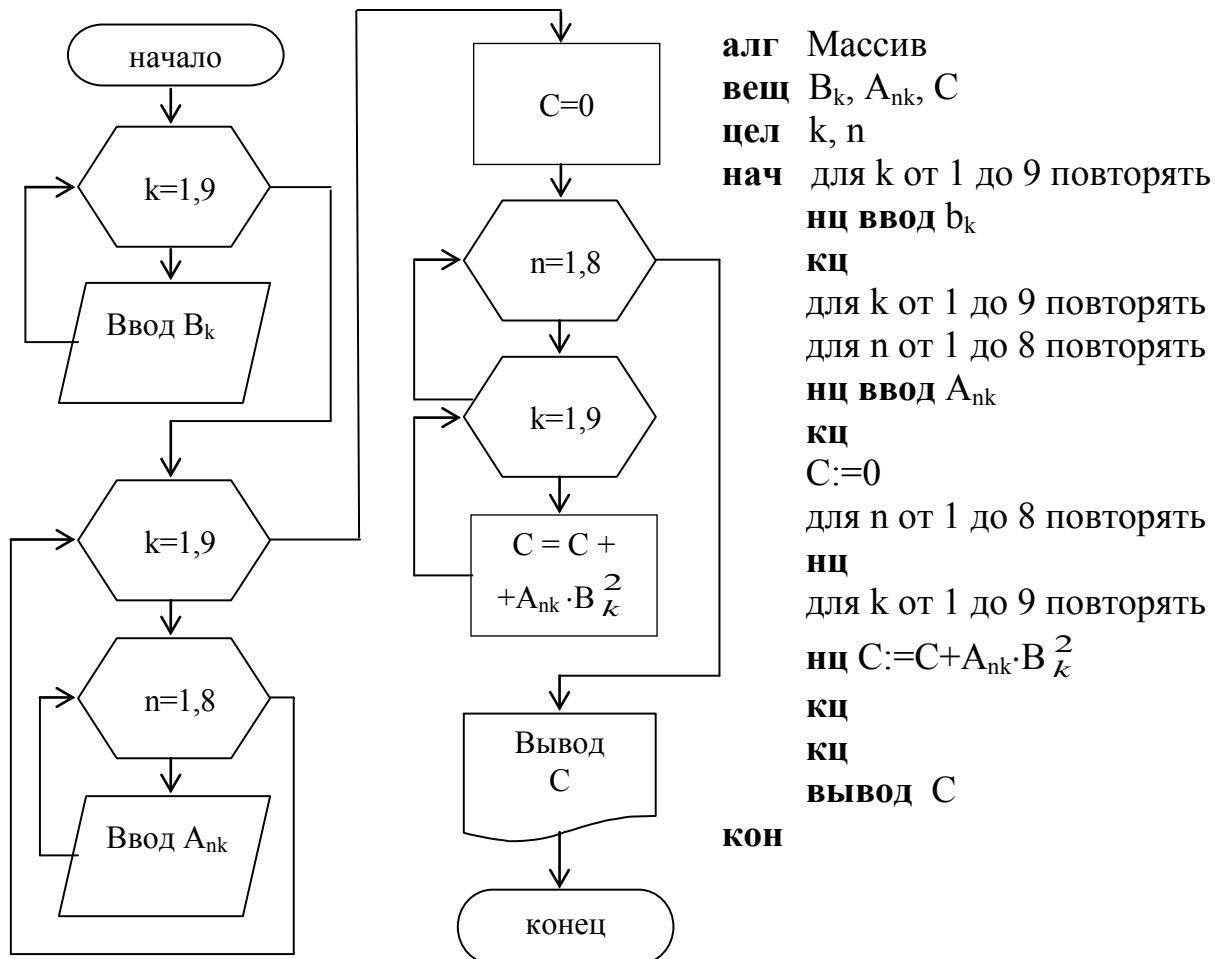 начало
k=1,9
Ввод Bₖ
k=1,9
n=1,8
Ввод Aₙₖ
C=0
n=1,8
k=1,9
C = C +
+Aₙₖ·Bₖ²
Вывод
C
конец
алг Массив
вещ Bₖ, Aₙₖ, C
цел k, n
нач для k от 1 до 9 повторять
нц ввод bₖ
кц
для k от 1 до 9 повторять
для n от 1 до 8 повторять
нц ввод Aₙₖ
кц
C:=0
для n от 1 до 8 повторять
нц
для k от 1 до 9 повторять
нц C:=C+Aₙₖ·Bₖ²
кц
кц
вывод C
кон